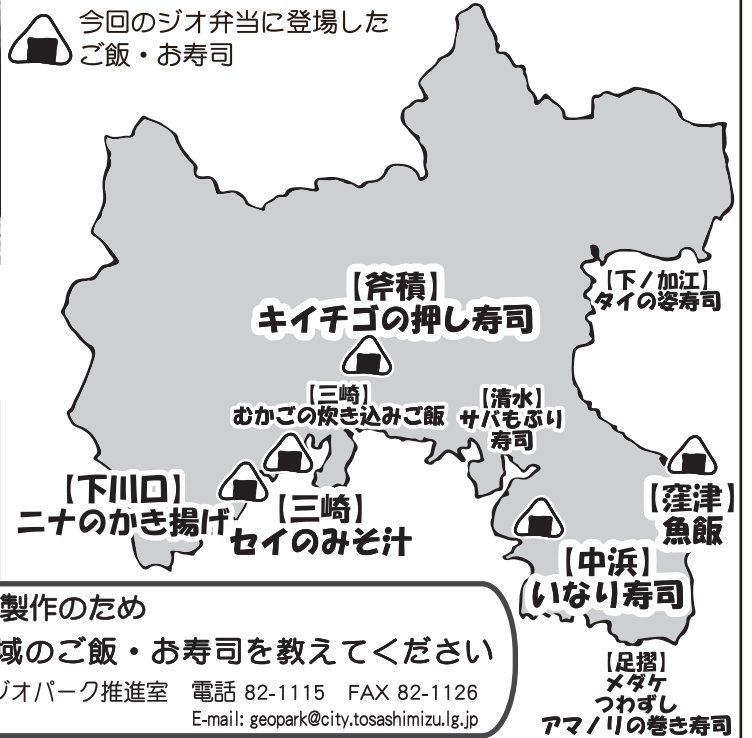 今回のジオ弁当に登場した
ご飯・お寿司
【斧積】
キイチゴの押し寿司
【下ノ加江】
タイの姿寿司
【三崎】
むかごの炊き込みご飯
【清水】
サバもぶり
寿司
【下川口】
ニナのかき揚げ
【三崎】
セイのみそ汁
【窪津】
魚飯
【中浜】
いなり寿司
【足摺】
メダケ
つわずし
アマノリの巻き寿司
製作のため
域のご飯・お寿司を教えてください
ジオパーク推進室 電話 82-1115 FAX 82-1126
E-mail: geopark@city.tosashimizu.lg.jp